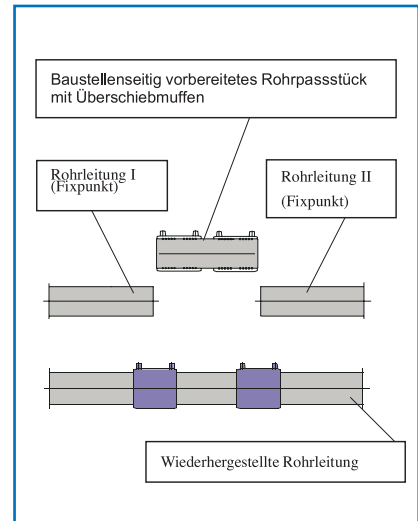 Baustellenseitig vorbereitetes Rohrpassstück
mit Überschiebmuffen
Rohrleitung I
(Fixpunkt)
Rohrleitung II
(Fixpunkt)
Wiederhergestellte Rohrleitung